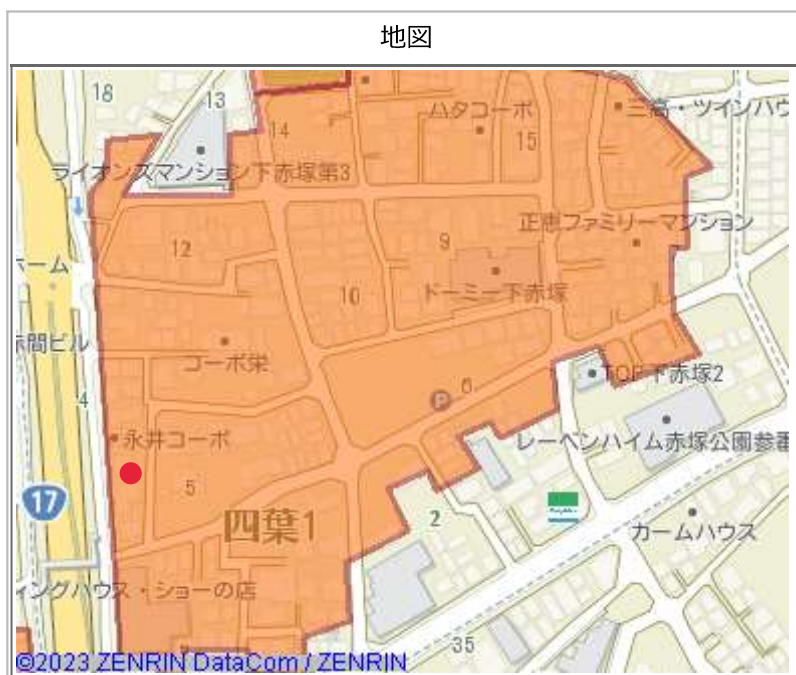 地図
18
13
14
ハタコーポ
三高・ツインハウ
15
ライオンズマンション下赤塚第3
正恵ファミリーマンション
12
9
ホーム
ドーミー下赤塚
10
間ビル
コーポ栄
6
TOP下赤塚2
P
4
永井コーポ
レーベンハイム赤塚公園参番
17
5
四葉1
2
カームハウス
ィングハウス・ショーの店
35
©2023 ZENRIN DataCom / ZENRIN